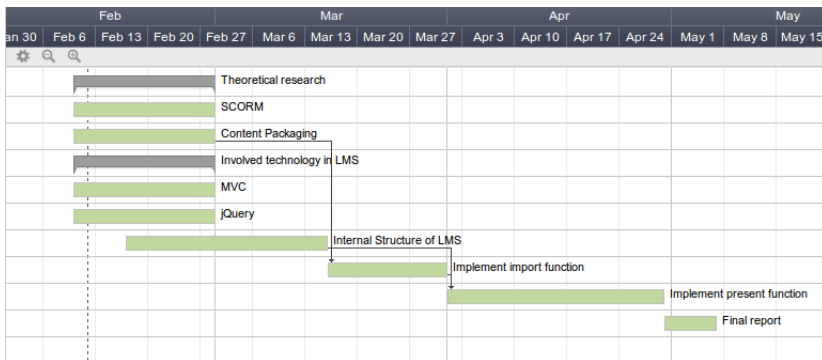 Feb Mar Apr May
an 30 Feb 6 Feb 13 Feb 20 Feb 27 Mar 6 Mar 13 Mar 20 Mar 27 Apr 3 Apr 10 Apr 17 Apr 24 May 1 May 8 May 15
Theoretical research
SCORM
Content Packaging
Involved technology in LMS
MVC
jQuery
Internal Structure of LMS
Implement import function
Implement present function
Final report